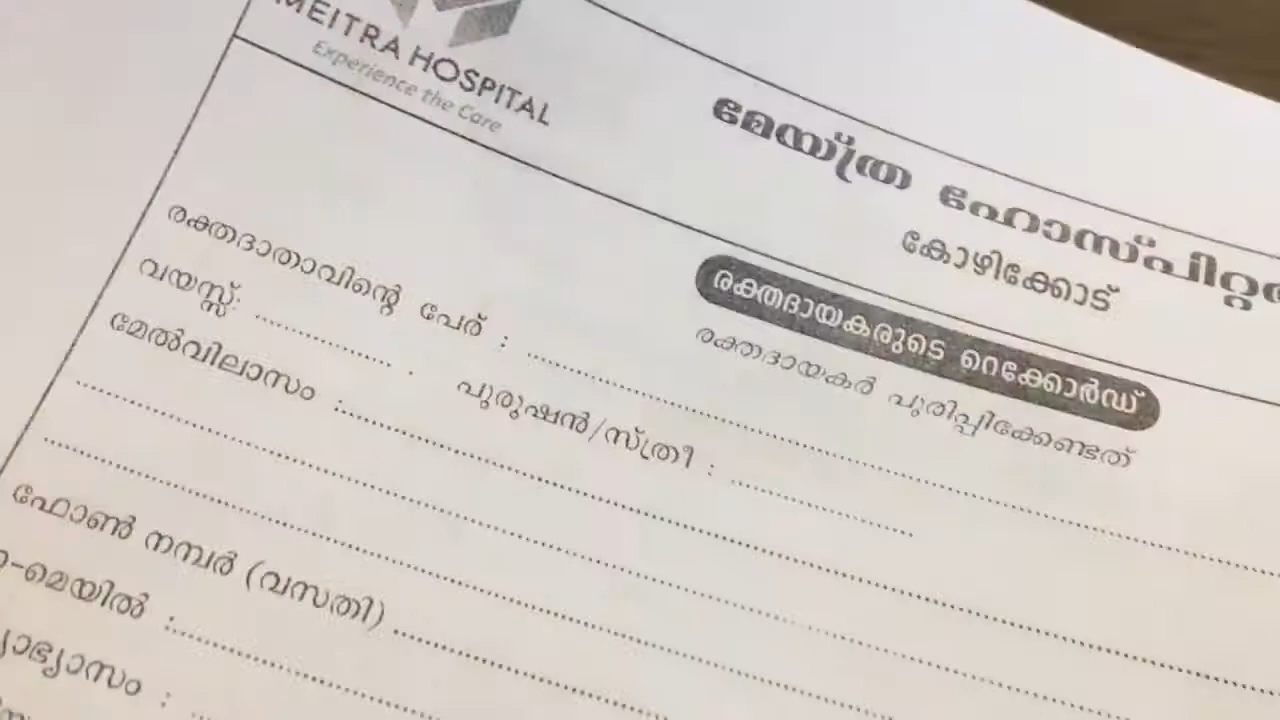 MEITRA HOSPITAL
Experience the Care
മേയ്ത്ര ഹോസ്പിറ്റൽ
കോഴിക്കോട്
രക്തദായകരുടെ റെക്കോർഡ്
രക്തദായകർ പുരിപ്പിക്കേണ്ടത്
രക്തദാതാവിന്റെ പേര് :
വയസ്സ്: പുരുഷൻ/സ്ത്രീ :
മേൽവിലാസം :
ഫോൺ നമ്പർ (വസതി)
-മെയിൽ :